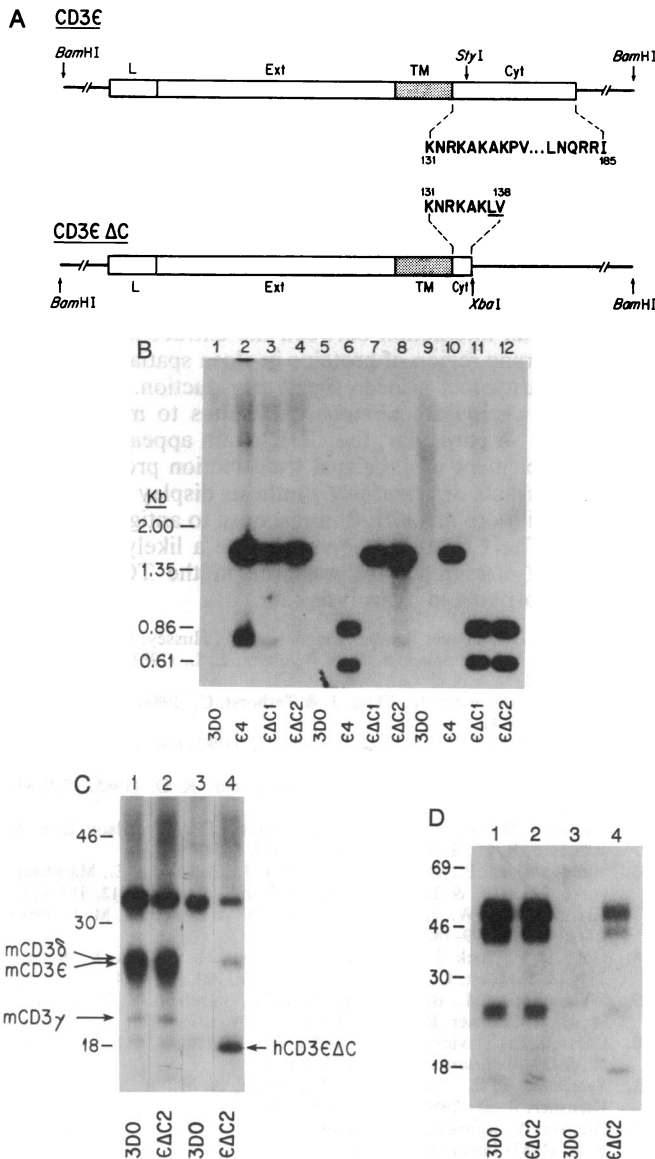 A
CD3ϵ
BamHI
StyI
BamHI
L
Ext
TM
Cyt
KNRKAKAKPV...LNQRRI
131
185
131
138
KNRKAKLV
CD3ϵ ΔC
BamHI
L
Ext
TM
Cyt
XbaI
BamHI
B
1 2 3 4 5 6 7 8 9 10 11 12
Kb
2.00
1.35
0.86
0.61
3DO ϵ4 ϵΔC1 ϵΔC2 3DO ϵ4 ϵΔC1 ϵΔC2 3DO ϵ4 ϵΔC1 ϵΔC2
C
1 2 3 4
46
30
mCD3δ
mCD3ϵ
mCD3γ
18
hCD3ϵΔC
3DO ϵΔC2 3DO ϵΔC2
D
1 2 3 4
69
46
30
18
3DO ϵΔC2 3DO ϵΔC2